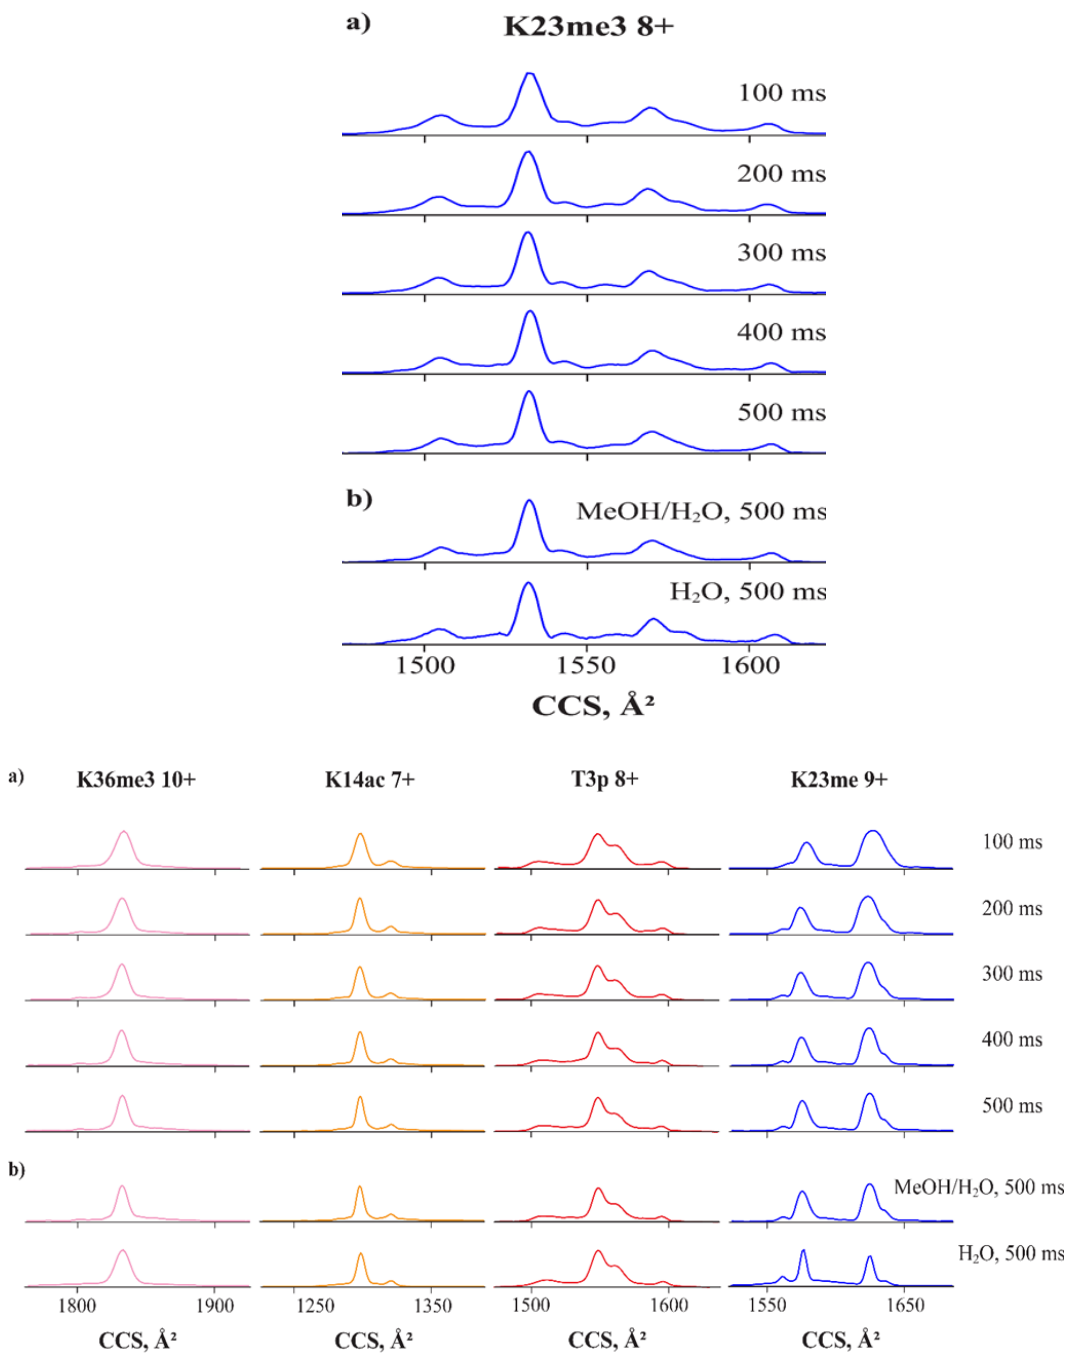 a) K23me3 8+
100 ms
200 ms
300 ms
400 ms
500 ms
b) MeOH/H₂O, 500 ms
H₂O, 500 ms
1500 1550 1600
CCS, Å²
a) K36me3 10+ K14ac 7+ T3p 8+ K23me 9+
100 ms
200 ms
300 ms
400 ms
500 ms
b)
MeOH/H₂O, 500 ms
H₂O, 500 ms
1800 1900 1250 1350 1500 1600 1550 1650
CCS, Å² CCS, Å² CCS, Å² CCS, Å²